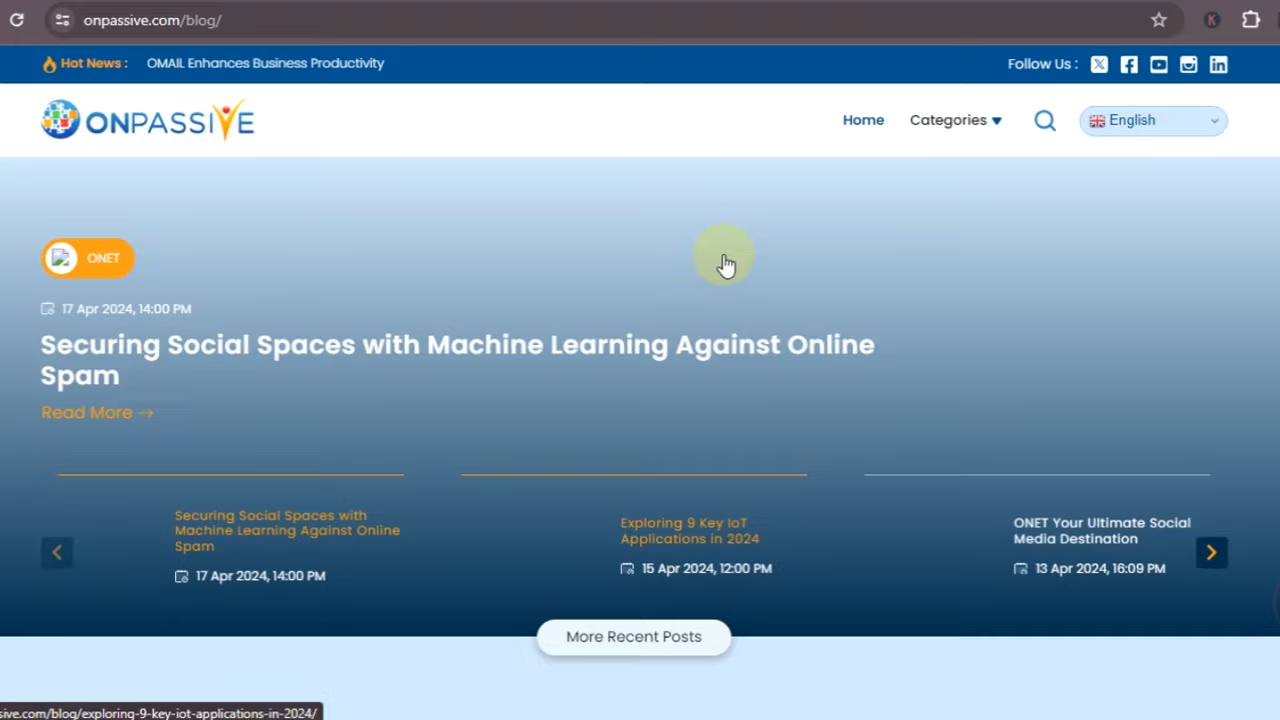 onpassive.com/blog/
K
Hot News : OMAIL Enhances Business Productivity
Follow Us :
ONPASSIVE
Home
Categories
English
ONET
17 Apr 2024, 14:00 PM
Securing Social Spaces with Machine Learning Against Online
Spam
Read More →
Securing Social Spaces with
Machine Learning Against Online
Spam
17 Apr 2024, 14:00 PM
Exploring 9 Key IoT
Applications in 2024
15 Apr 2024, 12:00 PM
ONET Your Ultimate Social
Media Destination
13 Apr 2024, 16:09 PM
More Recent Posts
sive.com/blog/exploring-9-key-iot-applications-in-2024/